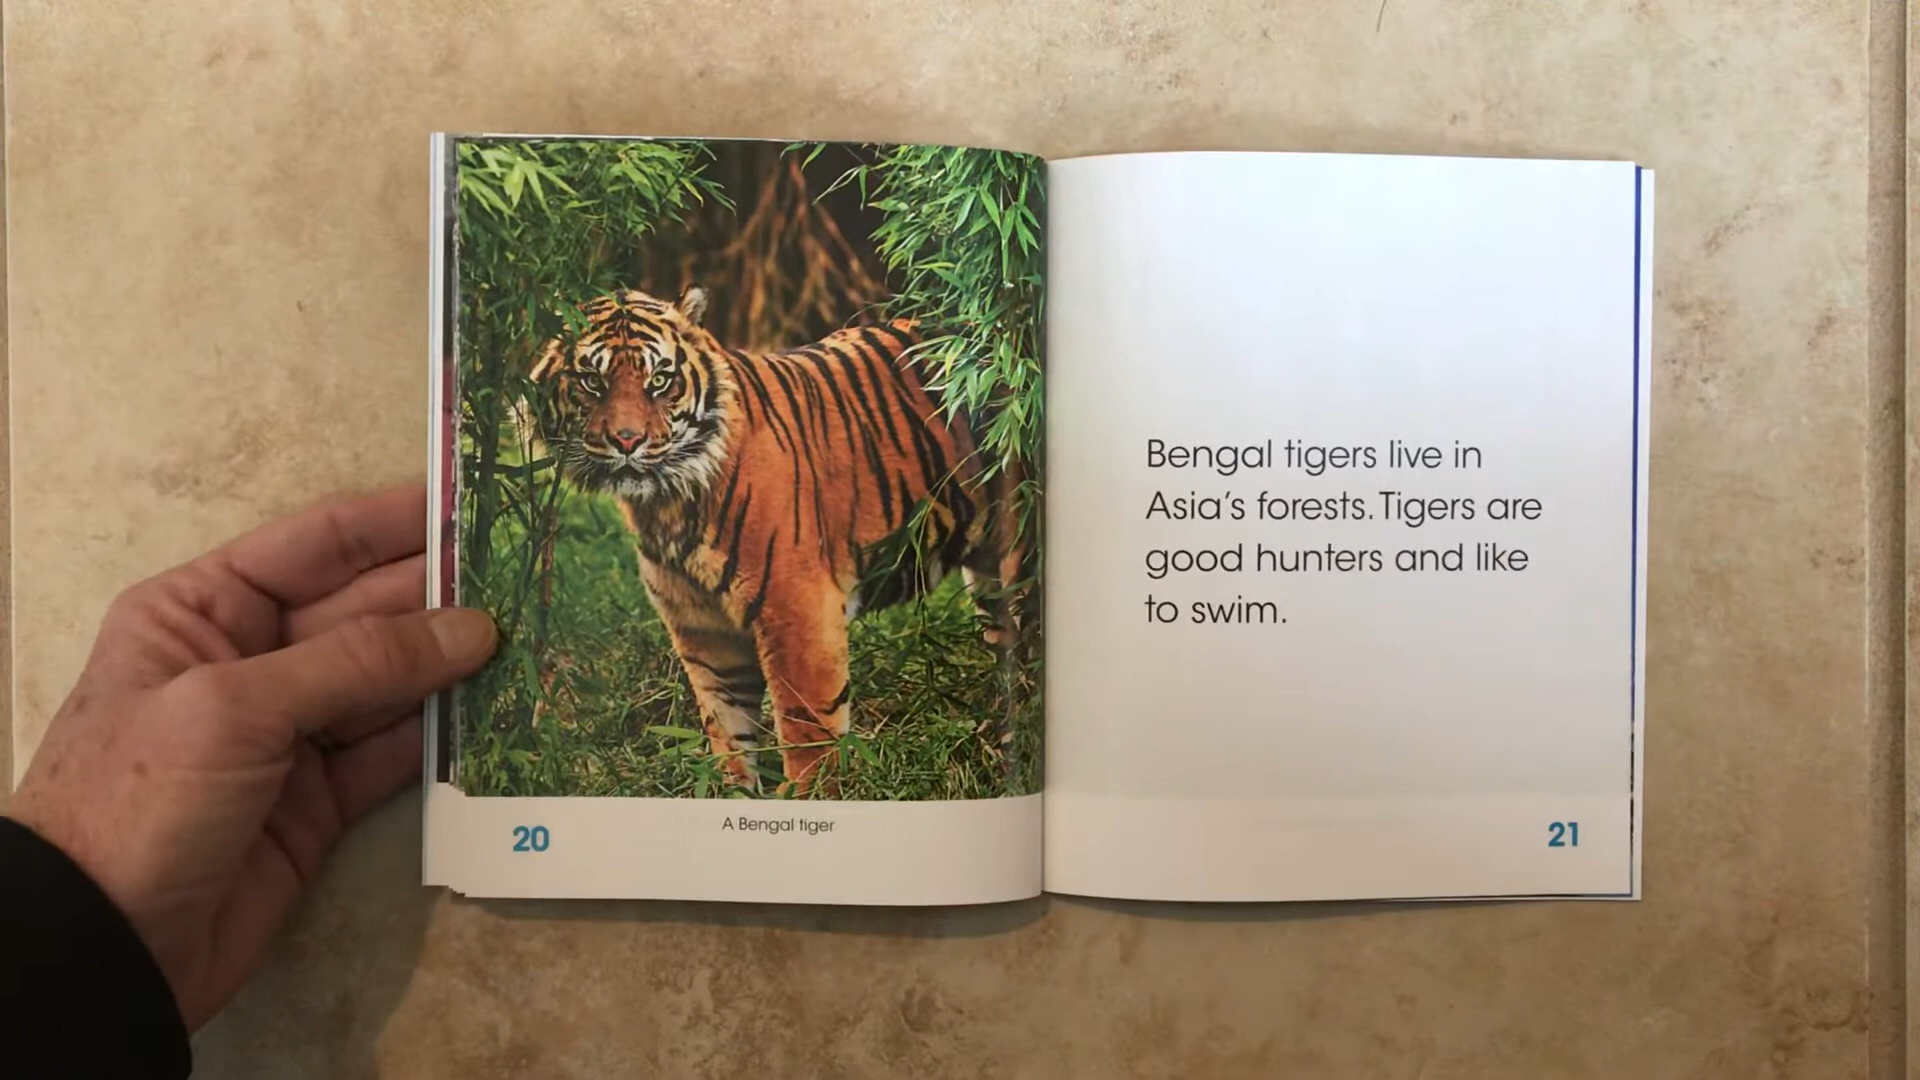 A Bengal tiger
20
Bengal tigers live in
Asia's forests. Tigers are
good hunters and like
to swim.
21